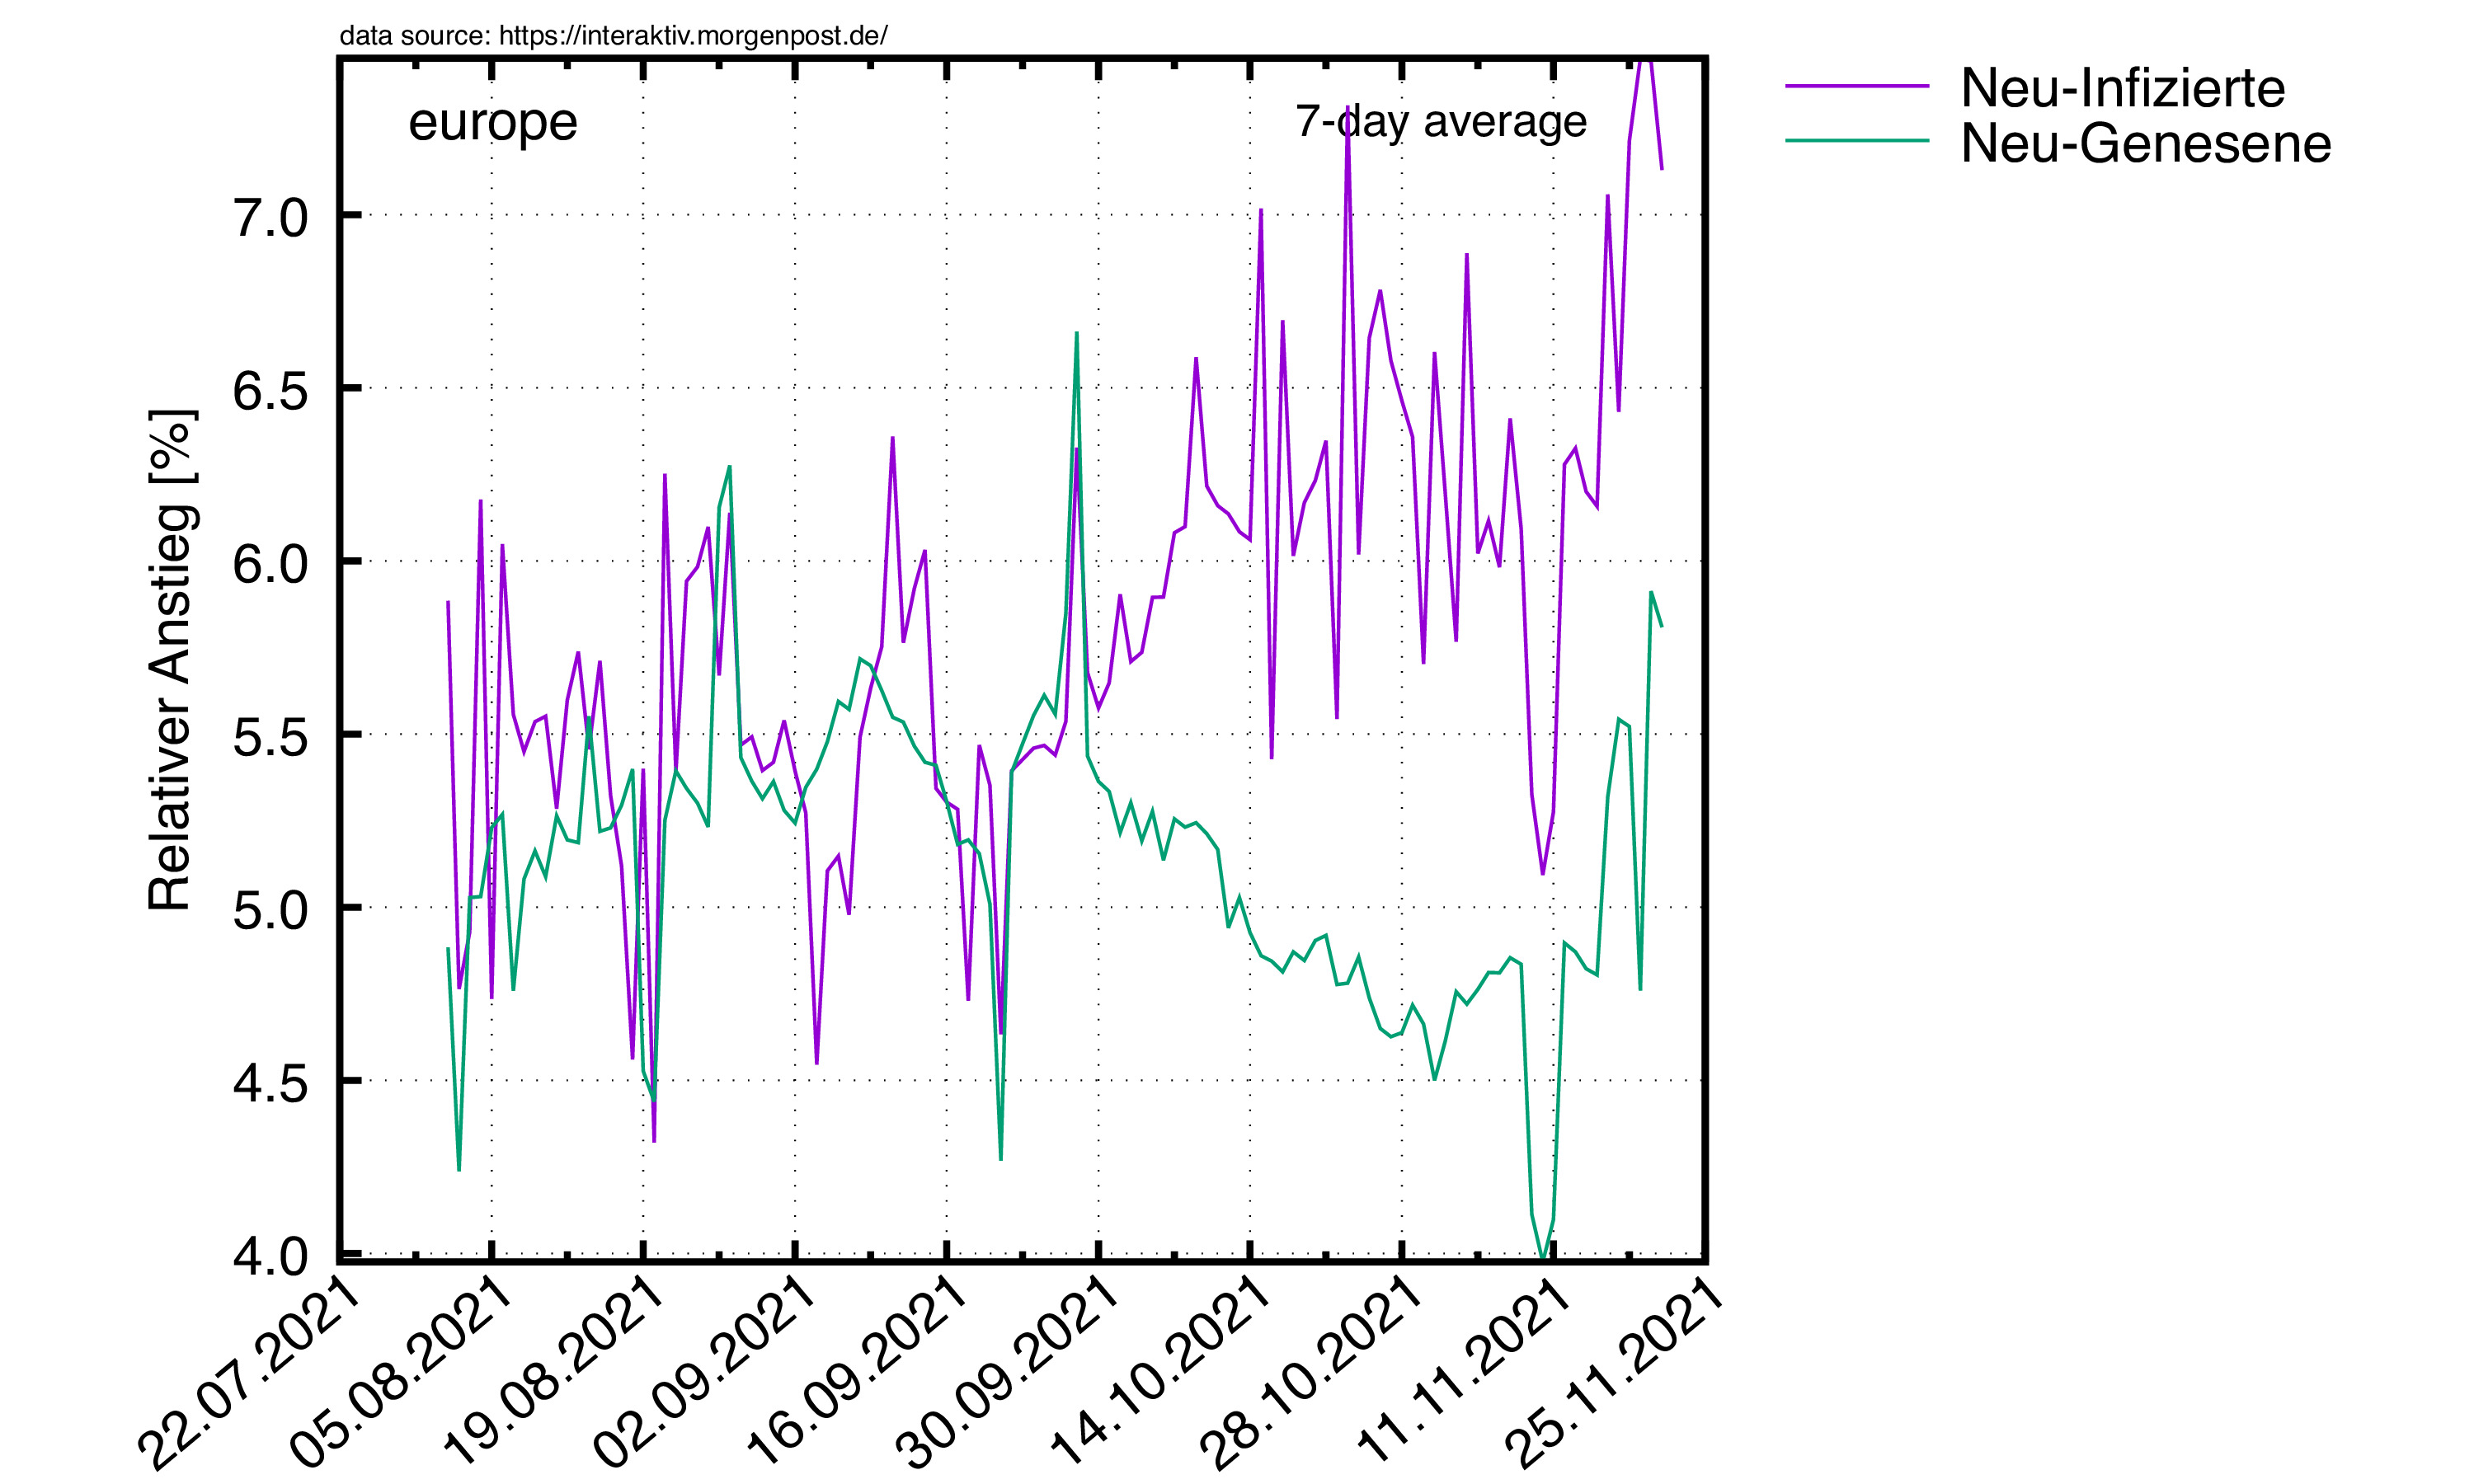 data source: https://interaktiv.morgenpost.de/
europe
7-day average
Neu-Infizierte
Neu-Genesene
Relativer Anstieg [%]
7.0
6.5
6.0
5.5
5.0
4.5
4.0
22.07.2021
05.08.2021
19.08.2021
02.09.2021
16.09.2021
30.09.2021
14.10.2021
28.10.2021
11.11.2021
25.11.2021